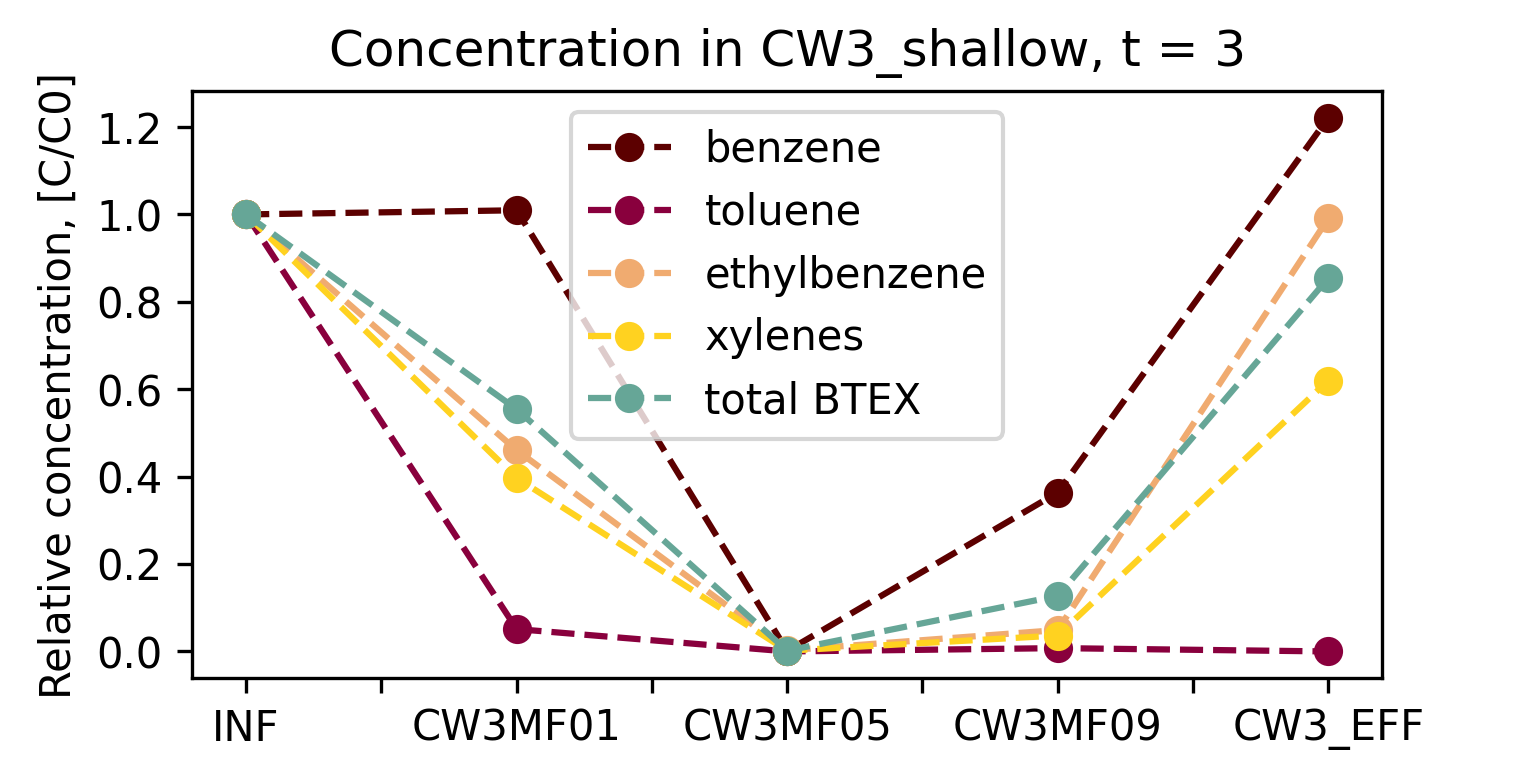 Concentration in CW3_shallow, t = 3
Relative concentration, [C/C0]
1.2
1.0
0.8
0.6
0.4
0.2
0.0
benzene
toluene
ethylbenzene
xylenes
total BTEX
INF
CW3MF01
CW3MF05
CW3MF09
CW3_EFF